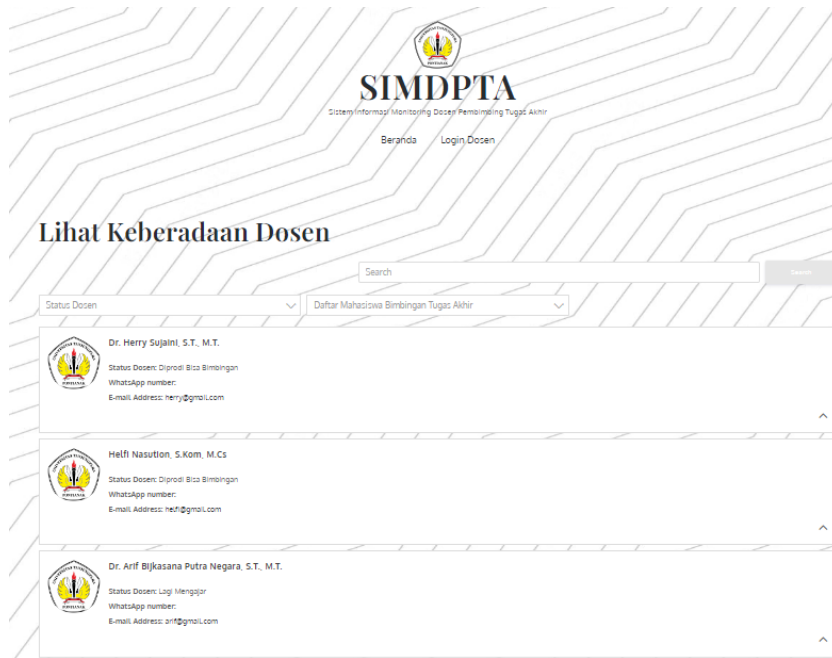 SIMDPTA
Sistem Informasi Monitoring Dosen Pembimbing Tugas Akhir
Beranda Login Dosen
Lihat Keberadaan Dosen
Search Search
Status Dosen Daftar Mahasiswa Bimbingan Tugas Akhir
Dr. Herry Sujaini, S.T., M.T.
Status Dosen: Diprodi Bisa Bimbingan
WhatsApp number:
E-mail Address: herry@gmail.com
Helfi Nasution, S.Kom, M.Cs
Status Dosen: Diprodi Bisa Bimbingan
WhatsApp number:
E-mail Address: helfi@gmail.com
Dr. Arif Bijkasana Putra Negara, S.T., M.T.
Status Dosen: Lagi Mengajar
WhatsApp number:
E-mail Address: arif@gmail.com